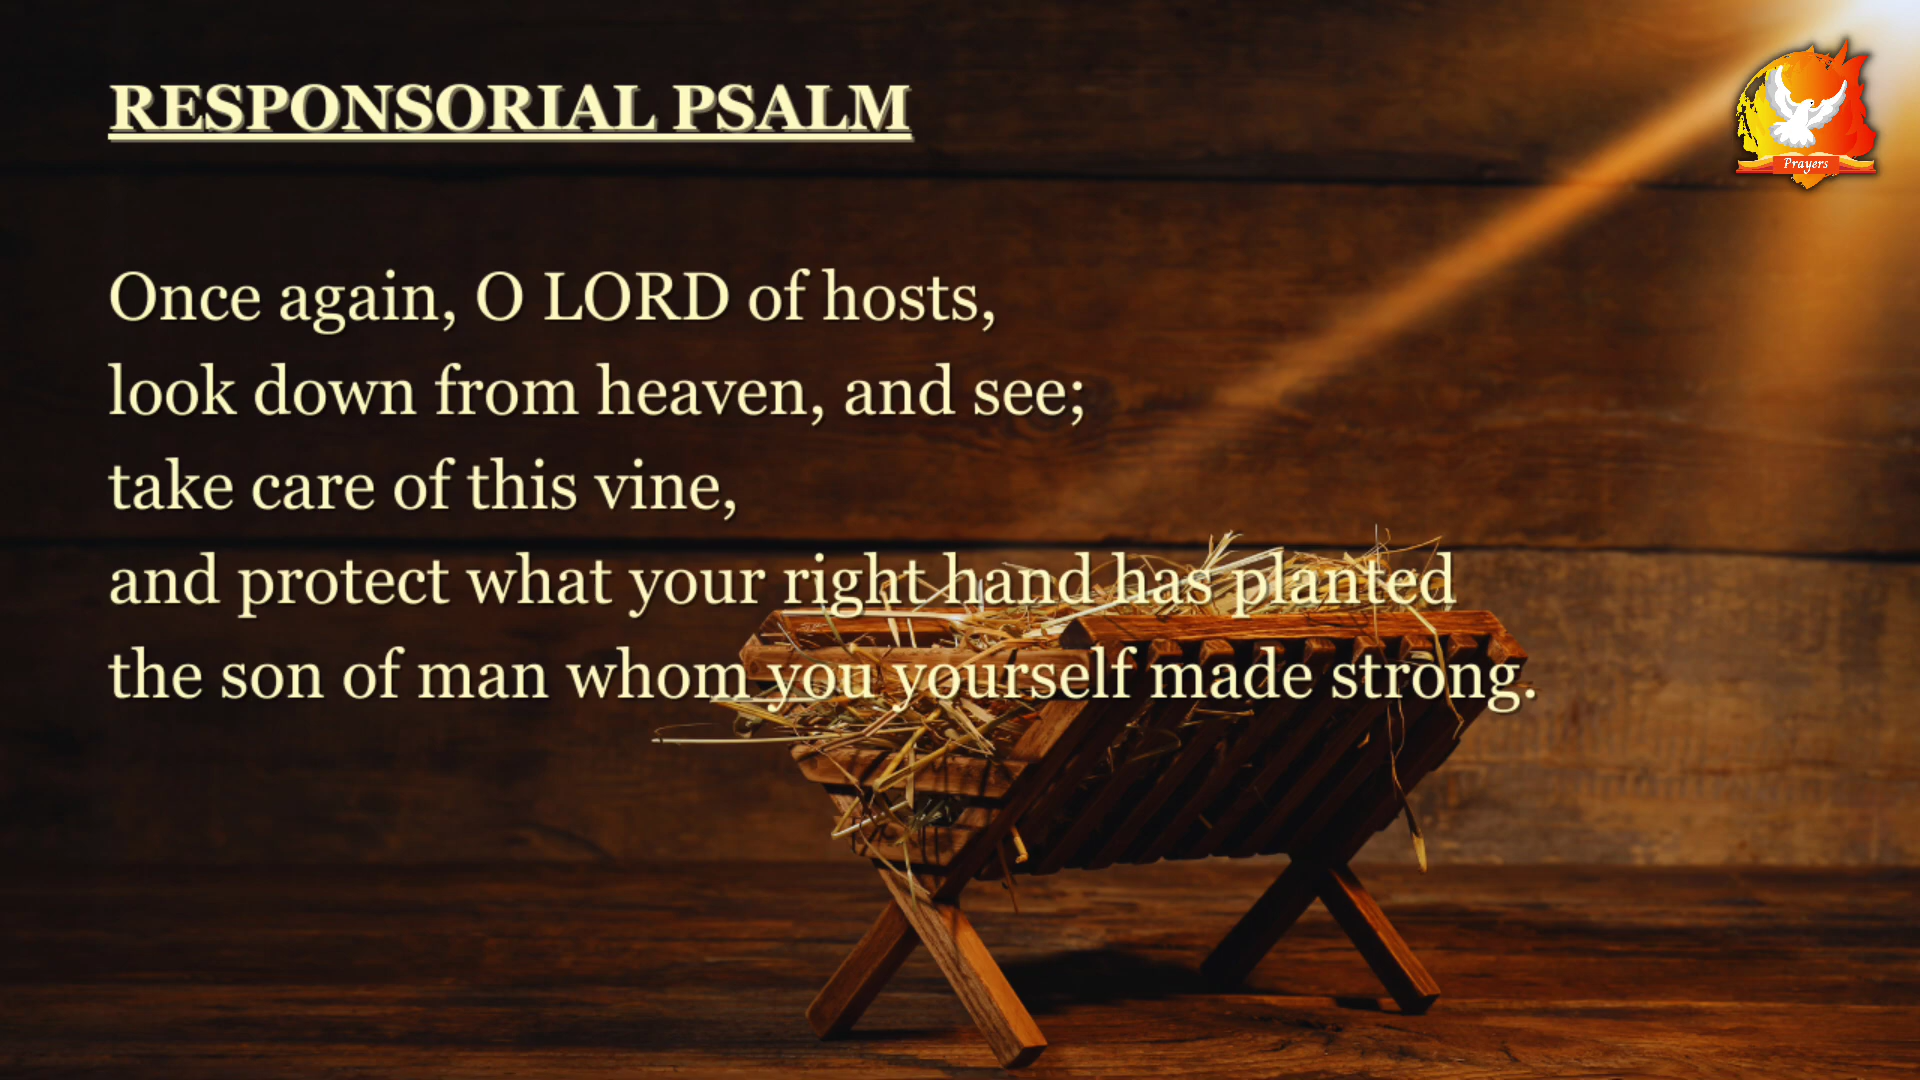 RESPONSORIAL PSALM
Prayers
Once again, O LORD of hosts,
look down from heaven, and see;
take care of this vine,
and protect what your right hand has planted
the son of man whom you yourself made strong.